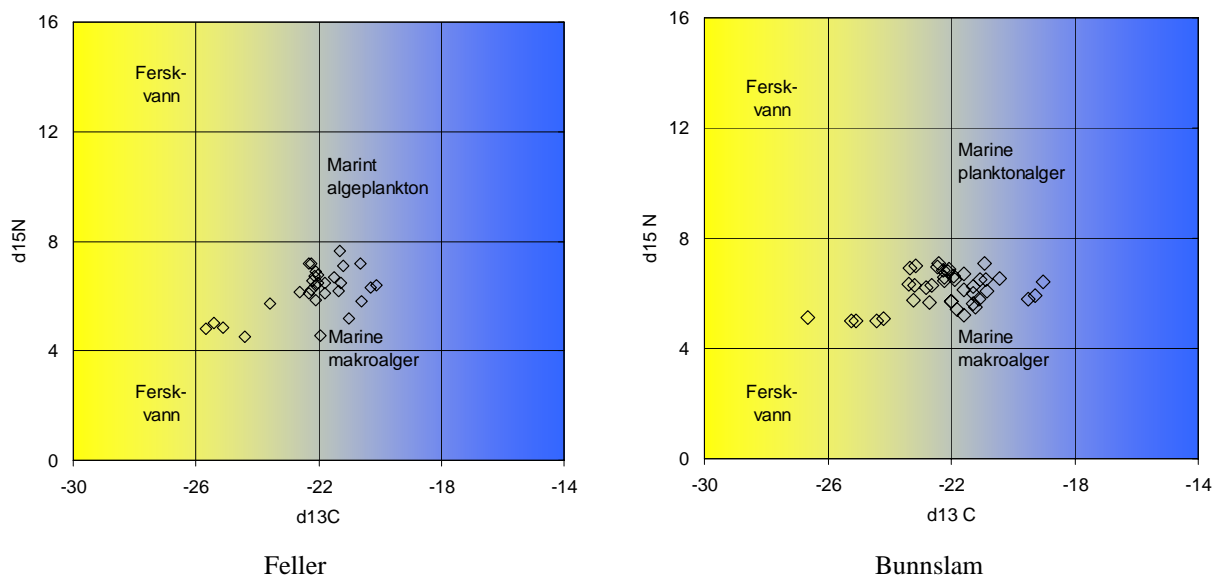 16
12
8
4
0
d15N
Fersk-
vann
Marint
algeplankton
Marine
makroalger
Fersk-
vann
-30 -26 -22 -18 -14
d13C
Feller
16
12
8
4
0
d15 N
Fersk-
vann
Marine
planktonalger
Marine
makroalger
Fersk-
vann
-30 -26 -22 -18 -14
d13 C
Bunnslam